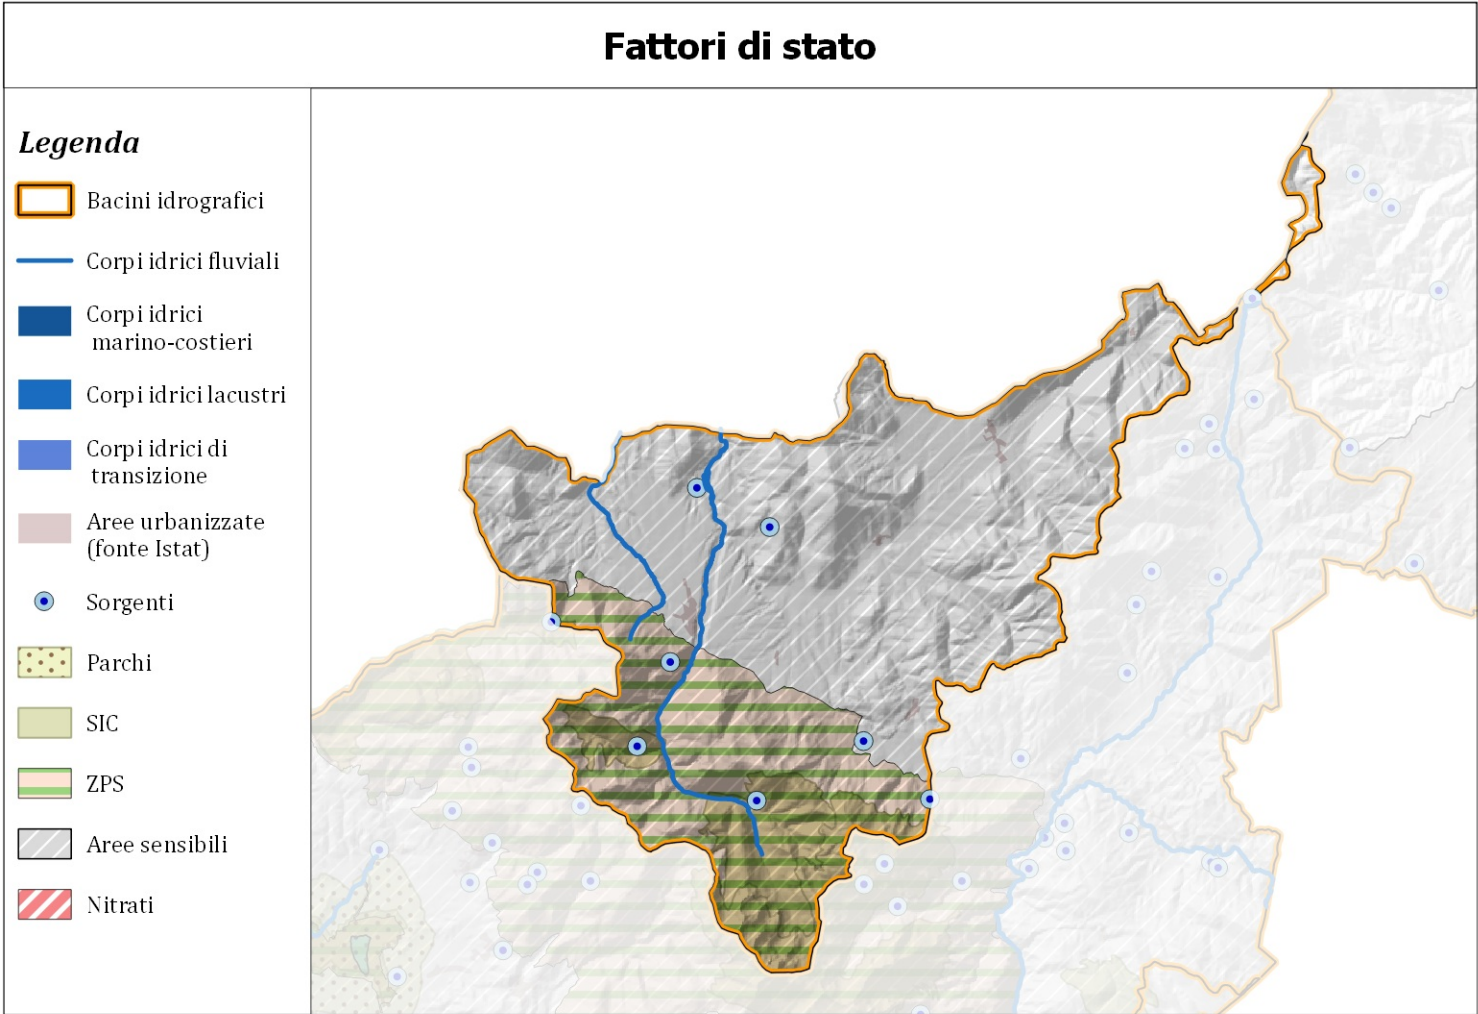 Fattori di stato
Legenda
Bacini idrografici
Corpi idrici fluviali
Corpi idrici
marino-costieri
Corpi idrici lacustri
Corpi idrici di
transizione
Aree urbanizzate
(fonte Istat)
Sorgenti
Parchi
SIC
ZPS
Aree sensibili
Nitrati